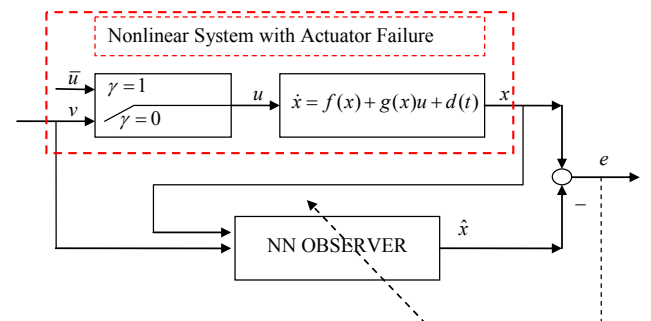 Nonlinear System with Actuator Failure
u̅
γ = 1
v
γ = 0
u
ẋ = f(x) + g(x)u + d(t)
x
e
−
NN OBSERVER
x̂